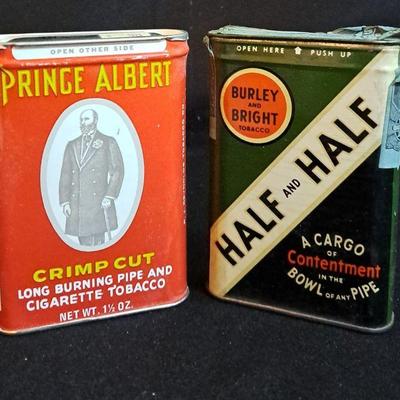 OPEN OTHER SIDE
PRINCE ALBERT
CRIMP CUT
LONG BURNING PIPE AND
CIGARETTE TOBACCO
NET WT. 1½ OZ.
OPEN HERE PUSH UP
BURLEY
AND
BRIGHT
TOBACCO
HALF AND HALF
A CARGO
OF
Contentment
IN THE
BOWL OF ANY PIPE